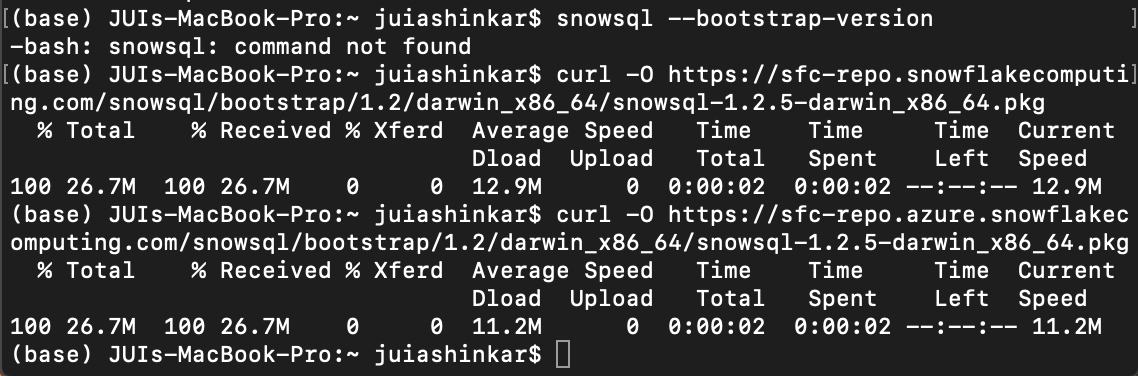 [(base) JUIs-MacBook-Pro:~ juiashinkar$ snowsql --bootstrap-version ]
-bash: snowsql: command not found
[(base) JUIs-MacBook-Pro:~ juiashinkar$ curl -O https://sfc-repo.snowflakecomputi]
ng.com/snowsql/bootstrap/1.2/darwin_x86_64/snowsql-1.2.5-darwin_x86_64.pkg
% Total % Received % Xferd Average Speed Time Time Time Current
Dload Upload Total Spent Left Speed
100 26.7M 100 26.7M 0 0 12.9M 0 0:00:02 0:00:02 --:--:-- 12.9M
(base) JUIs-MacBook-Pro:~ juiashinkar$ curl -O https://sfc-repo.azure.snowflakec
omputing.com/snowsql/bootstrap/1.2/darwin_x86_64/snowsql-1.2.5-darwin_x86_64.pkg
% Total % Received % Xferd Average Speed Time Time Time Current
Dload Upload Total Spent Left Speed
100 26.7M 100 26.7M 0 0 11.2M 0 0:00:02 0:00:02 --:--:-- 11.2M
(base) JUIs-MacBook-Pro:~ juiashinkar$